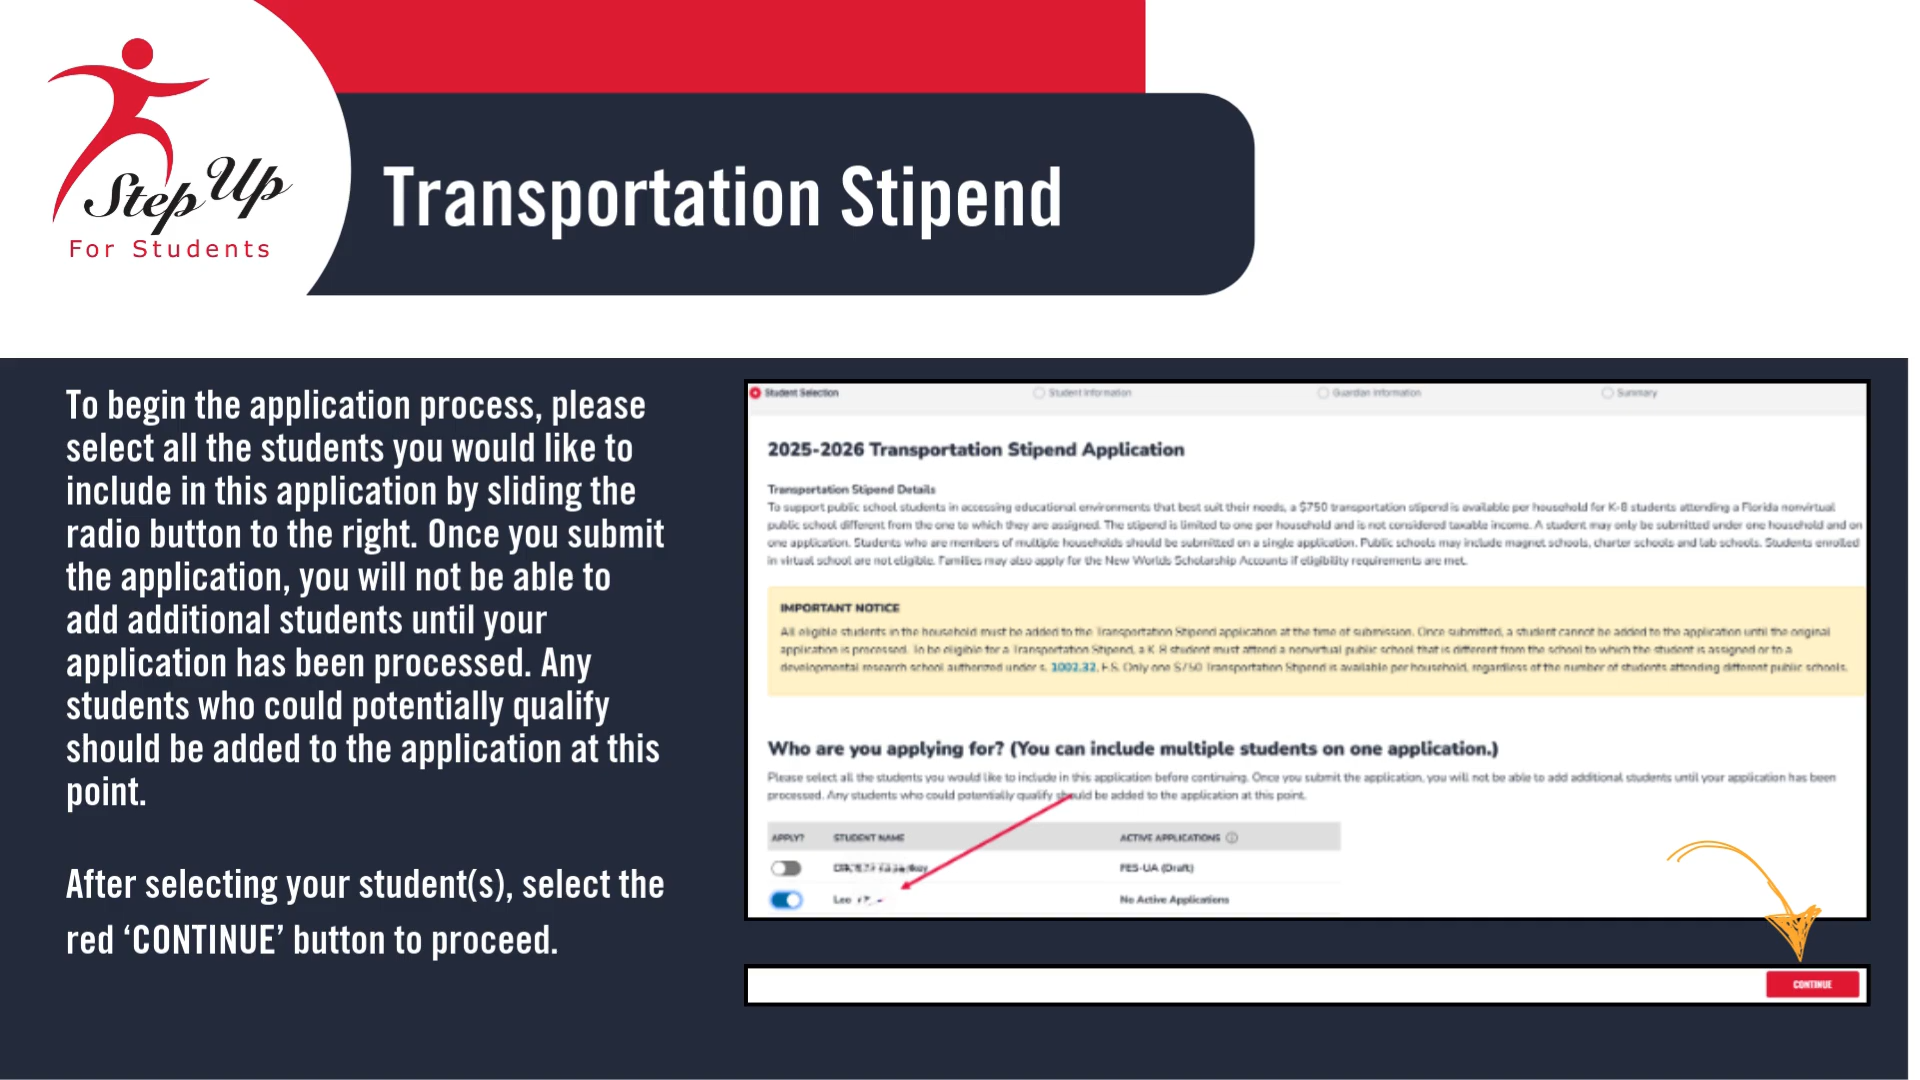 Step Up
For Students
Transportation Stipend
To begin the application process, please
select all the students you would like to
include in this application by sliding the
radio button to the right. Once you submit
the application, you will not be able to
add additional students until your
application has been processed. Any
students who could potentially qualify
should be added to the application at this
point.
After selecting your student(s), select the
red ‘CONTINUE’ button to proceed.
Student Selection
Student Information
Guardian Information
Summary
2025-2026 Transportation Stipend Application
Transportation Stipend Details
To support public school students in accessing educational environments that best suit their needs, a $750 transportation stipend is available per household for K-8 students attending a Florida nonvirtual
public school different from the one to which they are assigned. The stipend is limited to one per household and is not considered taxable income. A student may only be submitted under one household and on
one application. Students who are members of multiple households should be submitted on a single application. Public schools may include magnet schools, charter schools and lab schools. Students enrolled
in virtual school are not eligible. Families may also apply for the New Worlds Scholarship Accounts if eligibility requirements are met.
IMPORTANT NOTICE
All eligible students in the household must be added to the Transportation Stipend application at the time of submission. Once submitted, a student cannot be added to the application until the original
application is processed. To be eligible for a Transportation Stipend, a K-8 student must attend a nonvirtual public school that is different from the school to which the student is assigned or to a
developmental research school authorized under s. 1002.32, F.S. Only one $750 Transportation Stipend is available per household, regardless of the number of students attending different public schools.
Who are you applying for? (You can include multiple students on one application.)
Please select all the students you would like to include in this application before continuing. Once you submit the application, you will not be able to add additional students until your application has been
processed. Any students who could potentially qualify should be added to the application at this point.
APPLY? STUDENT NAME ACTIVE APPLICATIONS
FES-UA (Draft)
Leo No Active Applications
CONTINUE